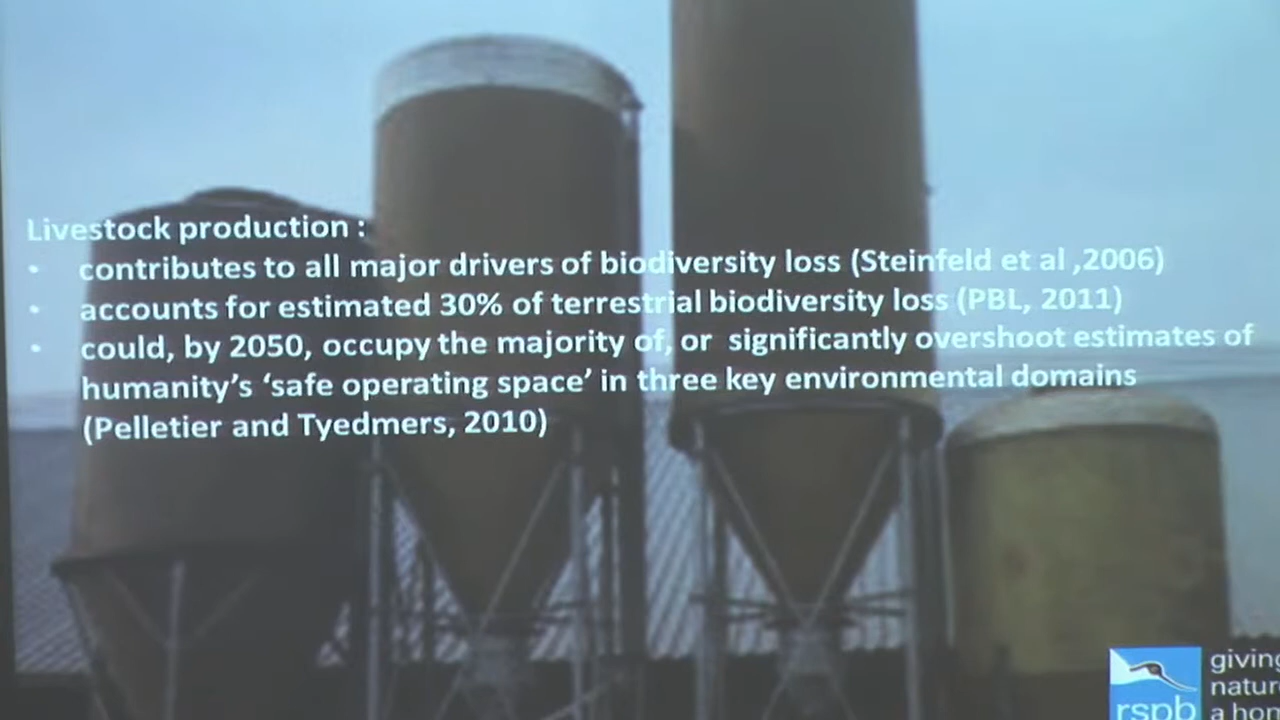 Livestock production :
• contributes to all major drivers of biodiversity loss (Steinfeld et al ,2006)
• accounts for estimated 30% of terrestrial biodiversity loss (PBL, 2011)
• could, by 2050, occupy the majority of, or significantly overshoot estimates of
humanity’s ‘safe operating space’ in three key environmental domains
(Pelletier and Tyedmers, 2010)
rspb
giving
natur
a hom